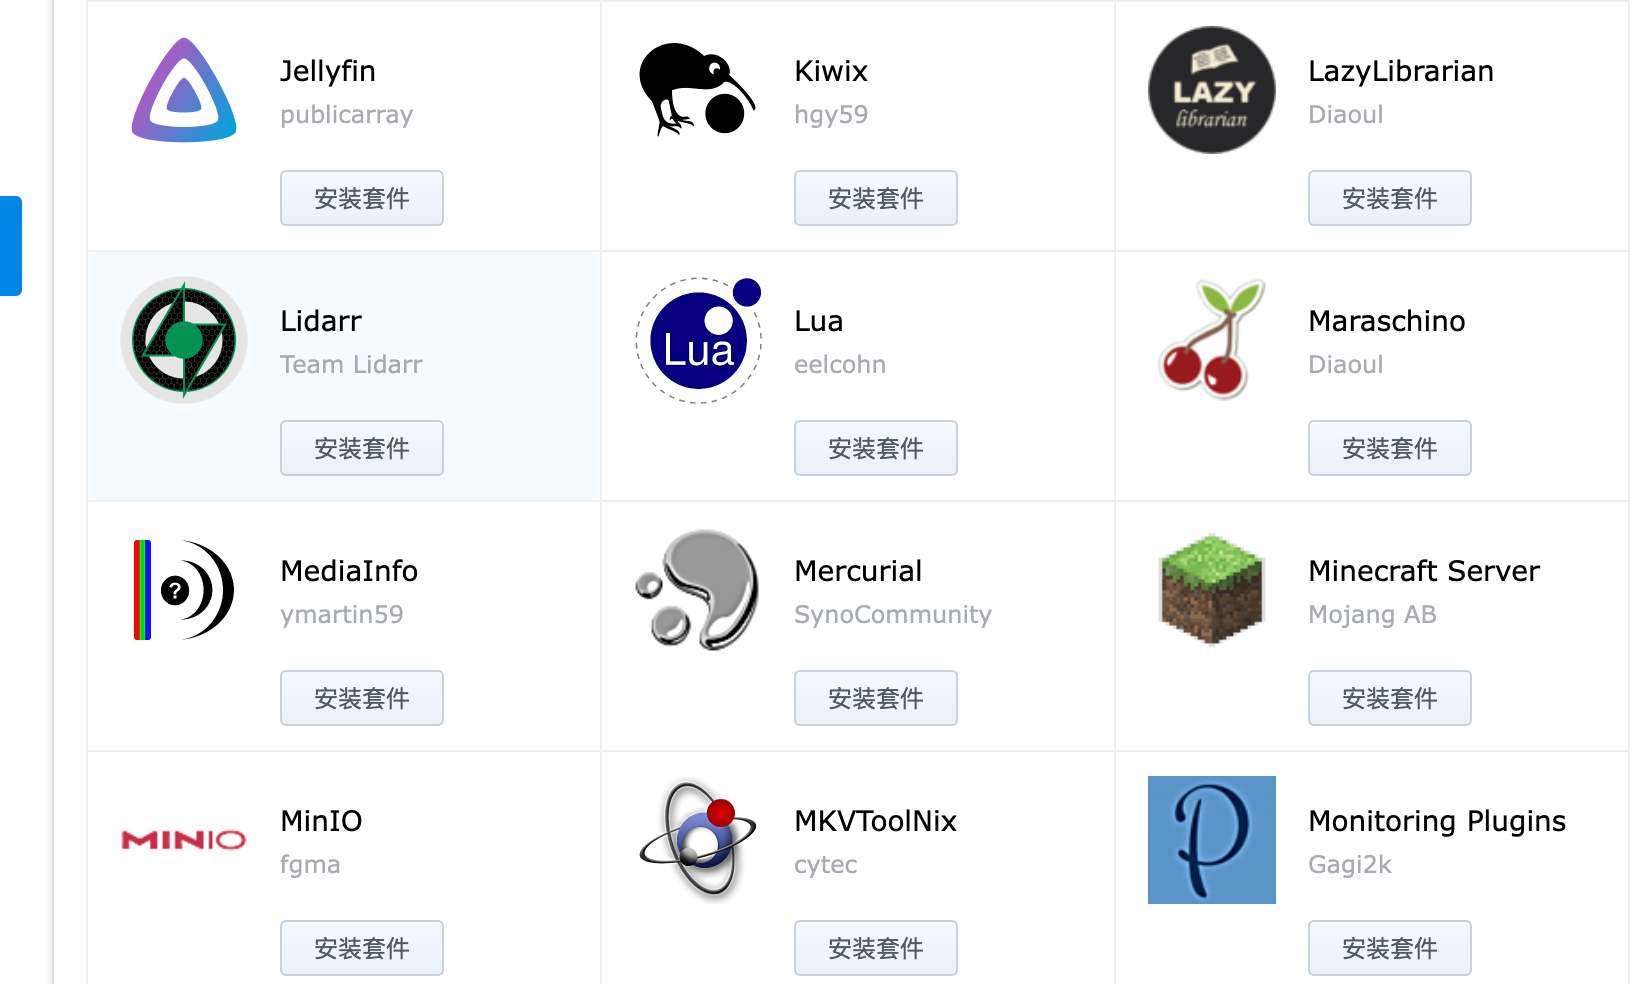 Jellyfin
publicarray
安装套件
Kiwix
hgy59
安装套件
LAZY
librarian
LazyLibrarian
Diaoul
安装套件
Lidarr
Team Lidarr
安装套件
Lua
Lua
eelcohn
安装套件
Maraschino
Diaoul
安装套件
?
MediaInfo
ymartin59
安装套件
Mercurial
SynoCommunity
安装套件
Minecraft Server
Mojang AB
安装套件
MINIO
MinIO
fgma
安装套件
MKVToolNix
cytec
安装套件
P
Monitoring Plugins
Gagi2k
安装套件